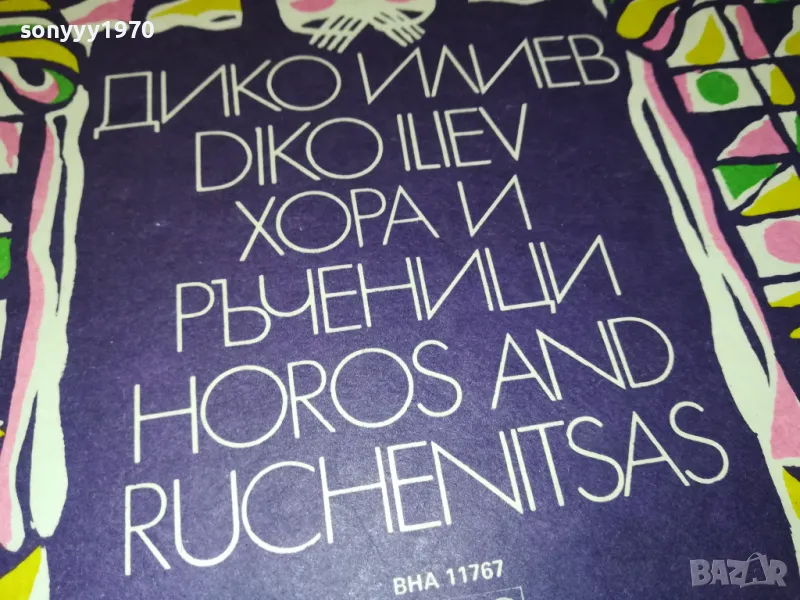 sonyyy1970
ДИКО ИЛИЕВ
DIKO ILIEV
ХОРА И
РЪЧЕНИЦИ
HOROS AND
RUCHENITSAS
ВНА 11767
BAZAR